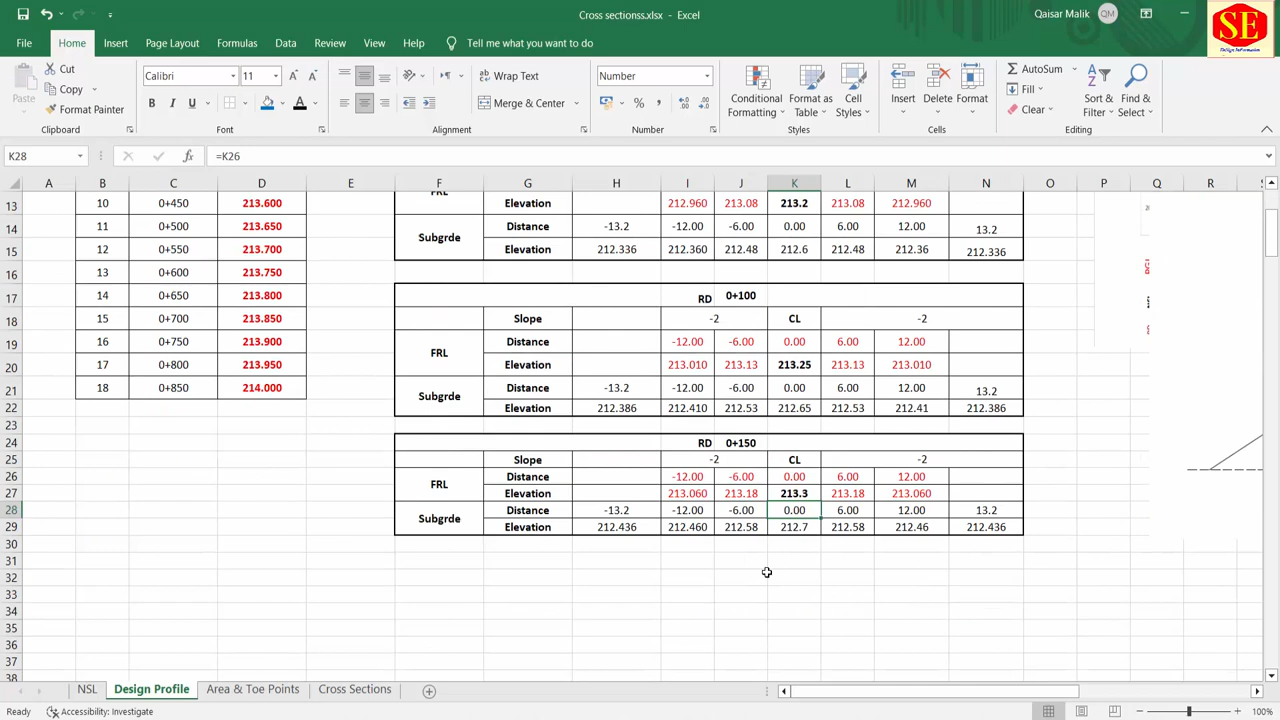 Cross sectionss.xlsx - Excel
Qaisar Malik QM
SE
Design Information
File Home Insert Page Layout Formulas Data Review View Help Tell me what you want to do
Cut
Copy
Format Painter
Paste
Clipboard
Calibri 11
B I U
Font
Wrap Text
Merge & Center
Alignment
Number
Number
Conditional Formatting
Format as Table
Cell Styles
Styles
Insert Delete Format
Cells
AutoSum
Fill
Clear
Sort & Filter
Find & Select
Editing
K28 fx =K26
A B C D E F G H I J K L M N O P Q R
13 10 0+450 213.600 Elevation 212.960 213.08 213.2 213.08 212.960
14 11 0+500 213.650 Subgrde Distance -13.2 -12.00 -6.00 0.00 6.00 12.00 13.2
15 12 0+550 213.700 Elevation 212.336 212.360 212.48 212.6 212.48 212.36 212.336
16 13 0+600 213.750
17 14 0+650 213.800 RD 0+100
18 15 0+700 213.850 Slope -2 CL -2
19 16 0+750 213.900 FRL Distance -12.00 -6.00 0.00 6.00 12.00
20 17 0+800 213.950 Elevation 213.010 213.13 213.25 213.13 213.010
21 18 0+850 214.000 Subgrde Distance -13.2 -12.00 -6.00 0.00 6.00 12.00 13.2
22 Elevation 212.386 212.410 212.53 212.65 212.53 212.41 212.386
23
24 RD 0+150
25 Slope -2 CL -2
26 FRL Distance -12.00 -6.00 0.00 6.00 12.00
27 Elevation 213.060 213.18 213.3 213.18 213.060
28 Subgrde Distance -13.2 -12.00 -6.00 0.00 6.00 12.00 13.2
29 Elevation 212.436 212.460 212.58 212.7 212.58 212.46 212.436
30
31
32
33
34
35
36
37
38
NSL Design Profile Area & Toe Points Cross Sections
Ready Accessibility: Investigate 100%